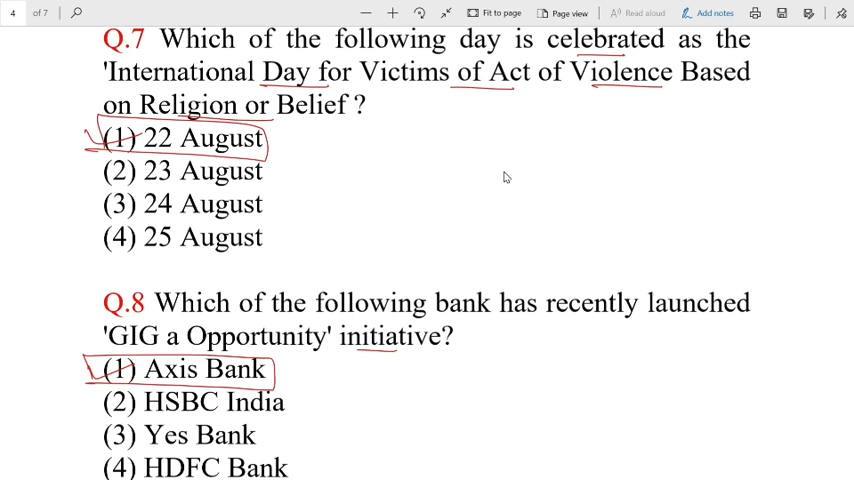 4 of 7 Fit to page Page view Read aloud Add notes
Q.7 Which of the following day is celebrated as the
'International Day for Victims of Act of Violence Based
on Religion or Belief ?
(1) 22 August
(2) 23 August
(3) 24 August
(4) 25 August
Q.8 Which of the following bank has recently launched
'GIG a Opportunity' initiative?
(1) Axis Bank
(2) HSBC India
(3) Yes Bank
(4) HDFC Bank